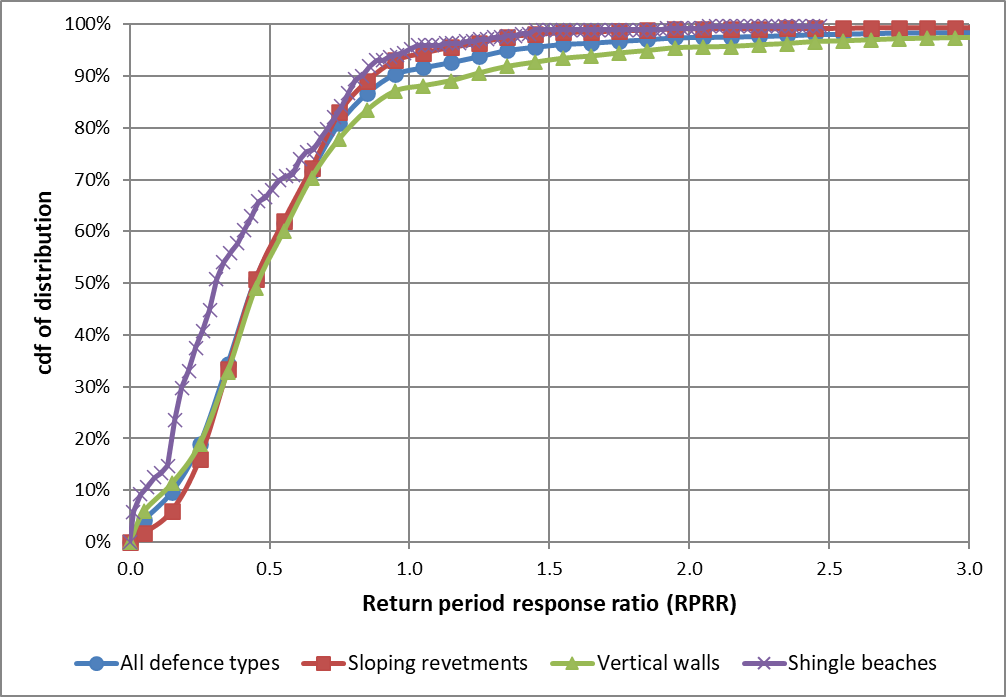 100%
90%
80%
70%
60%
50%
40%
30%
20%
10%
0%
cdf of distribution
0.0 0.5 1.0 1.5 2.0 2.5 3.0
Return period response ratio (RPRR)
All defence types Sloping revetments Vertical walls Shingle beaches